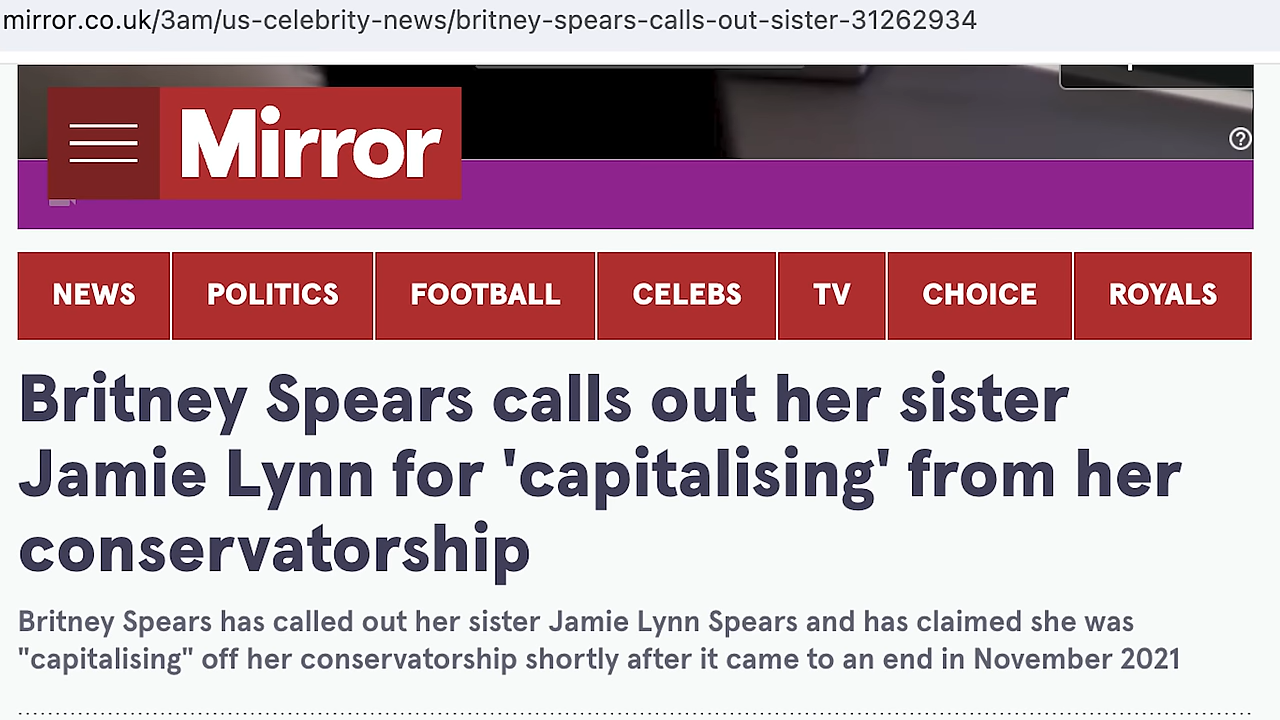 mirror.co.uk/3am/us-celebrity-news/britney-spears-calls-out-sister-31262934
Mirror
?
NEWS POLITICS FOOTBALL CELEBS TV CHOICE ROYALS
Britney Spears calls out her sister
Jamie Lynn for 'capitalising' from her
conservatorship
Britney Spears has called out her sister Jamie Lynn Spears and has claimed she was
"capitalising" off her conservatorship shortly after it came to an end in November 2021